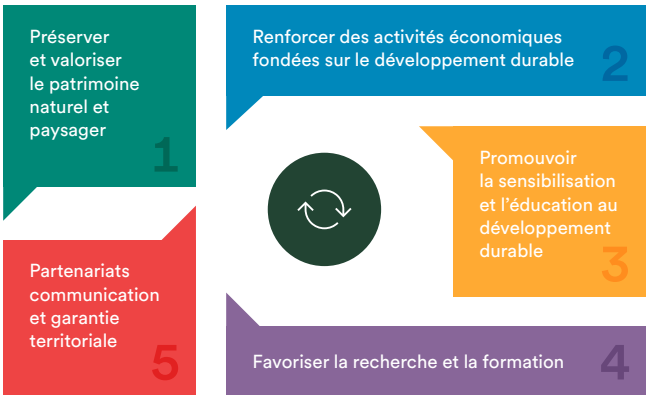 Préserver
et valoriser
le patrimoine
naturel et
paysager
1
Renforcer des activités économiques
fondées sur le développement durable
2
Promouvoir
la sensibilisation
et l'éducation au
développement
durable
3
Favoriser la recherche et la formation
4
Partenariats
communication
et garantie
territoriale
5